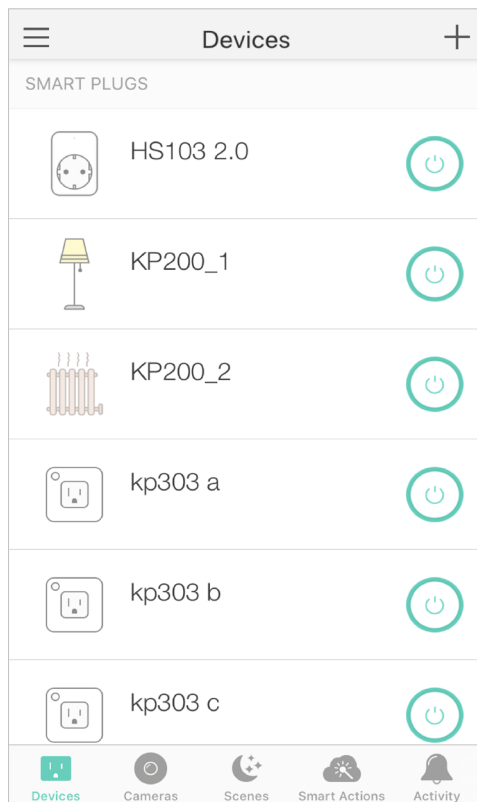 Devices
SMART PLUGS
HS103 2.0
KP200_1
KP200_2
kp303 a
kp303 b
kp303 c
Devices
Cameras
Scenes
Smart Actions
Activity